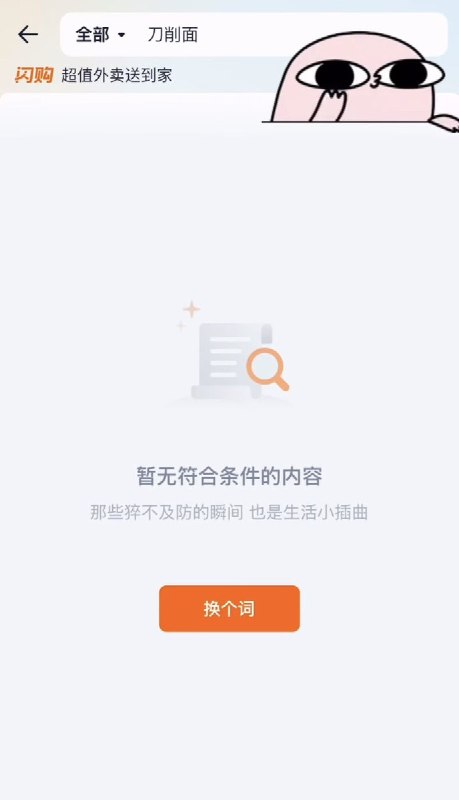 全部 刀削面
闪购 超值外卖送到家
暂无符合条件的内容
那些猝不及防的瞬间 也是生活小插曲
换个词